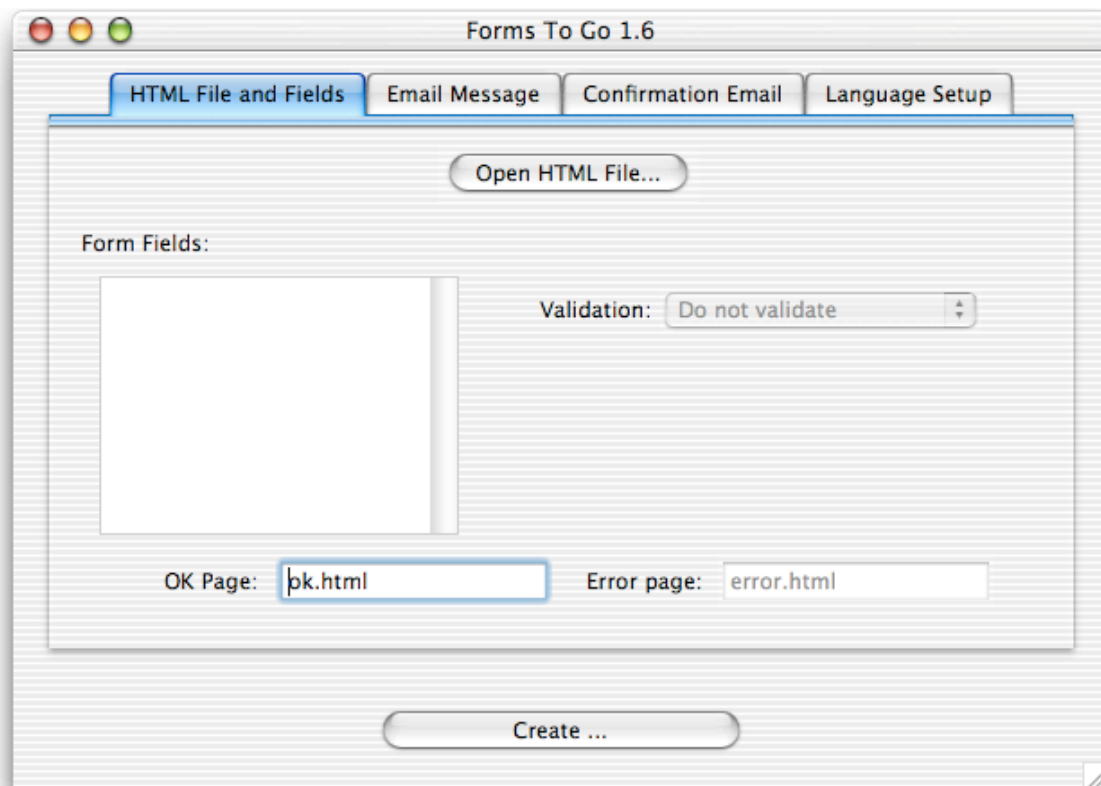 Forms To Go 1.6
HTML File and Fields Email Message Confirmation Email Language Setup
Open HTML File...
Form Fields:
Validation: Do not validate
OK Page: ok.html Error page: error.html
Create ...